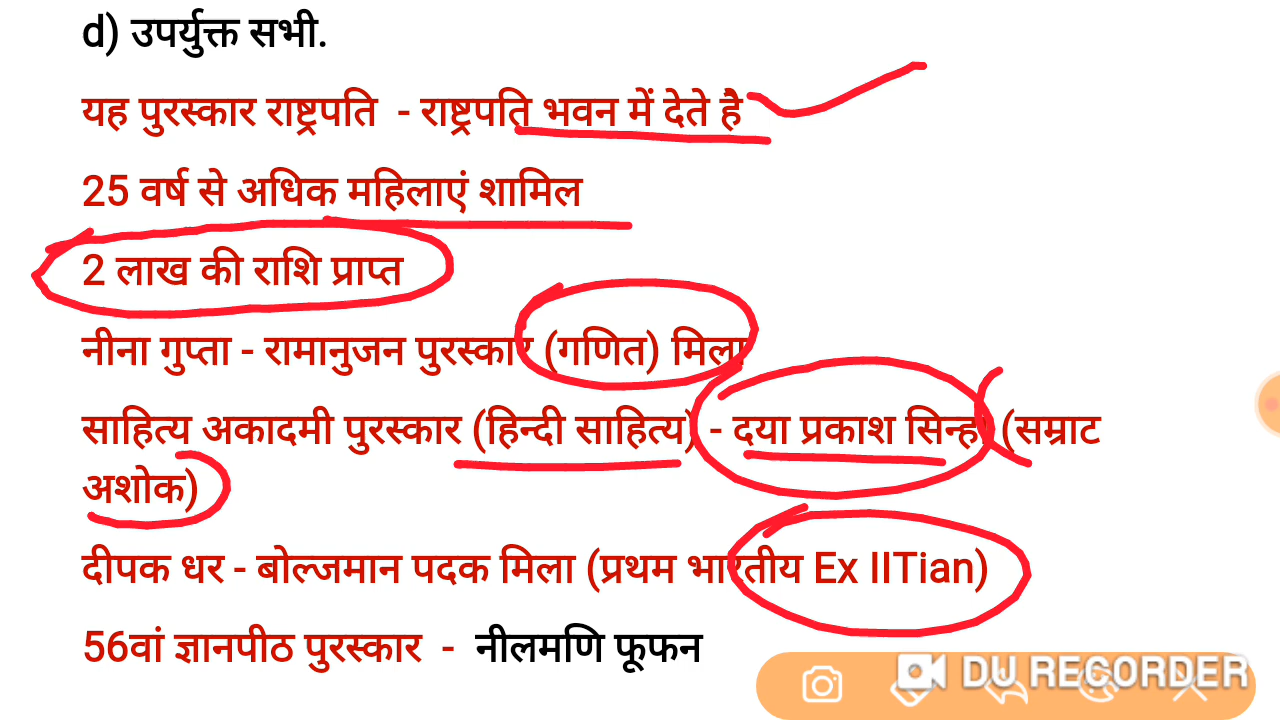 d) उपर्युक्त सभी.
यह पुरस्कार राष्ट्रपति - राष्ट्रपति भवन में देते है
25 वर्ष से अधिक महिलाएं शामिल
2 लाख की राशि प्राप्त
नीना गुप्ता - रामानुजन पुरस्कार (गणित) मिला
साहित्य अकादमी पुरस्कार (हिन्दी साहित्य) - दया प्रकाश सिन्हा (सम्राट
अशोक)
दीपक धर - बोल्जमान पदक मिला (प्रथम भारतीय Ex IITian)
56वां ज्ञानपीठ पुरस्कार - नीलमणि फूफन
DU RECORDER